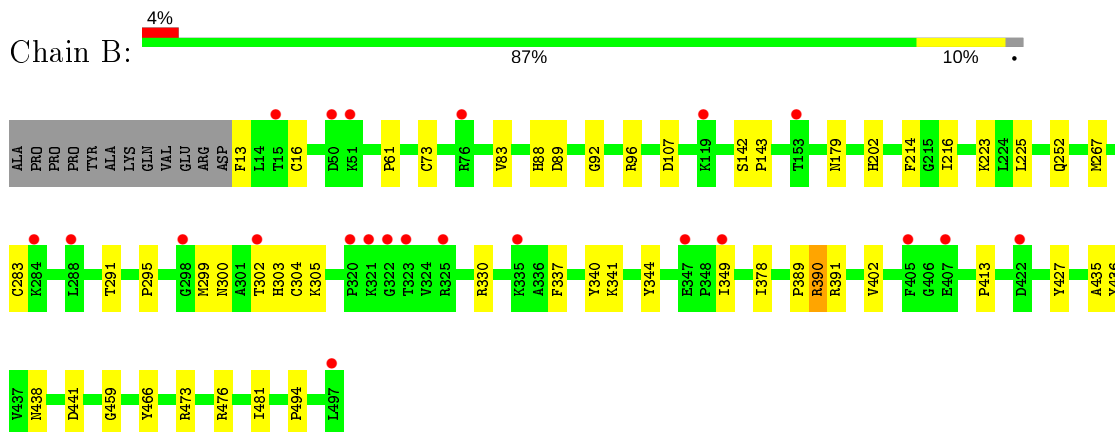 4%
Chain B:
87%
10%
•
ALA PRO PRO PRO TYR ALA LYS GLN VAL GLU ARG ASP F13 L14 T15 C16 D50 K51 P61 C73 R76 V83 H88 D89 G92 R96 D107 K119 S142 P143 T153 N179 H202 F214 G215 I216 K223 L224 L225 Q252 M267
C283 K284 L288 T291 P295 G298 M299 N300 A301 T302 H303 C304 K305 P320 K321 G322 T323 V324 R325 R330 K335 A336 F337 Y340 K341 Y344 E347 P348 I349 I378 P389 R390 R391 V402 F405 G406 E407 P413 D422 Y427 A435 Y436
V437 N438 D441 G459 Y466 R473 R476 I481 P494 L497